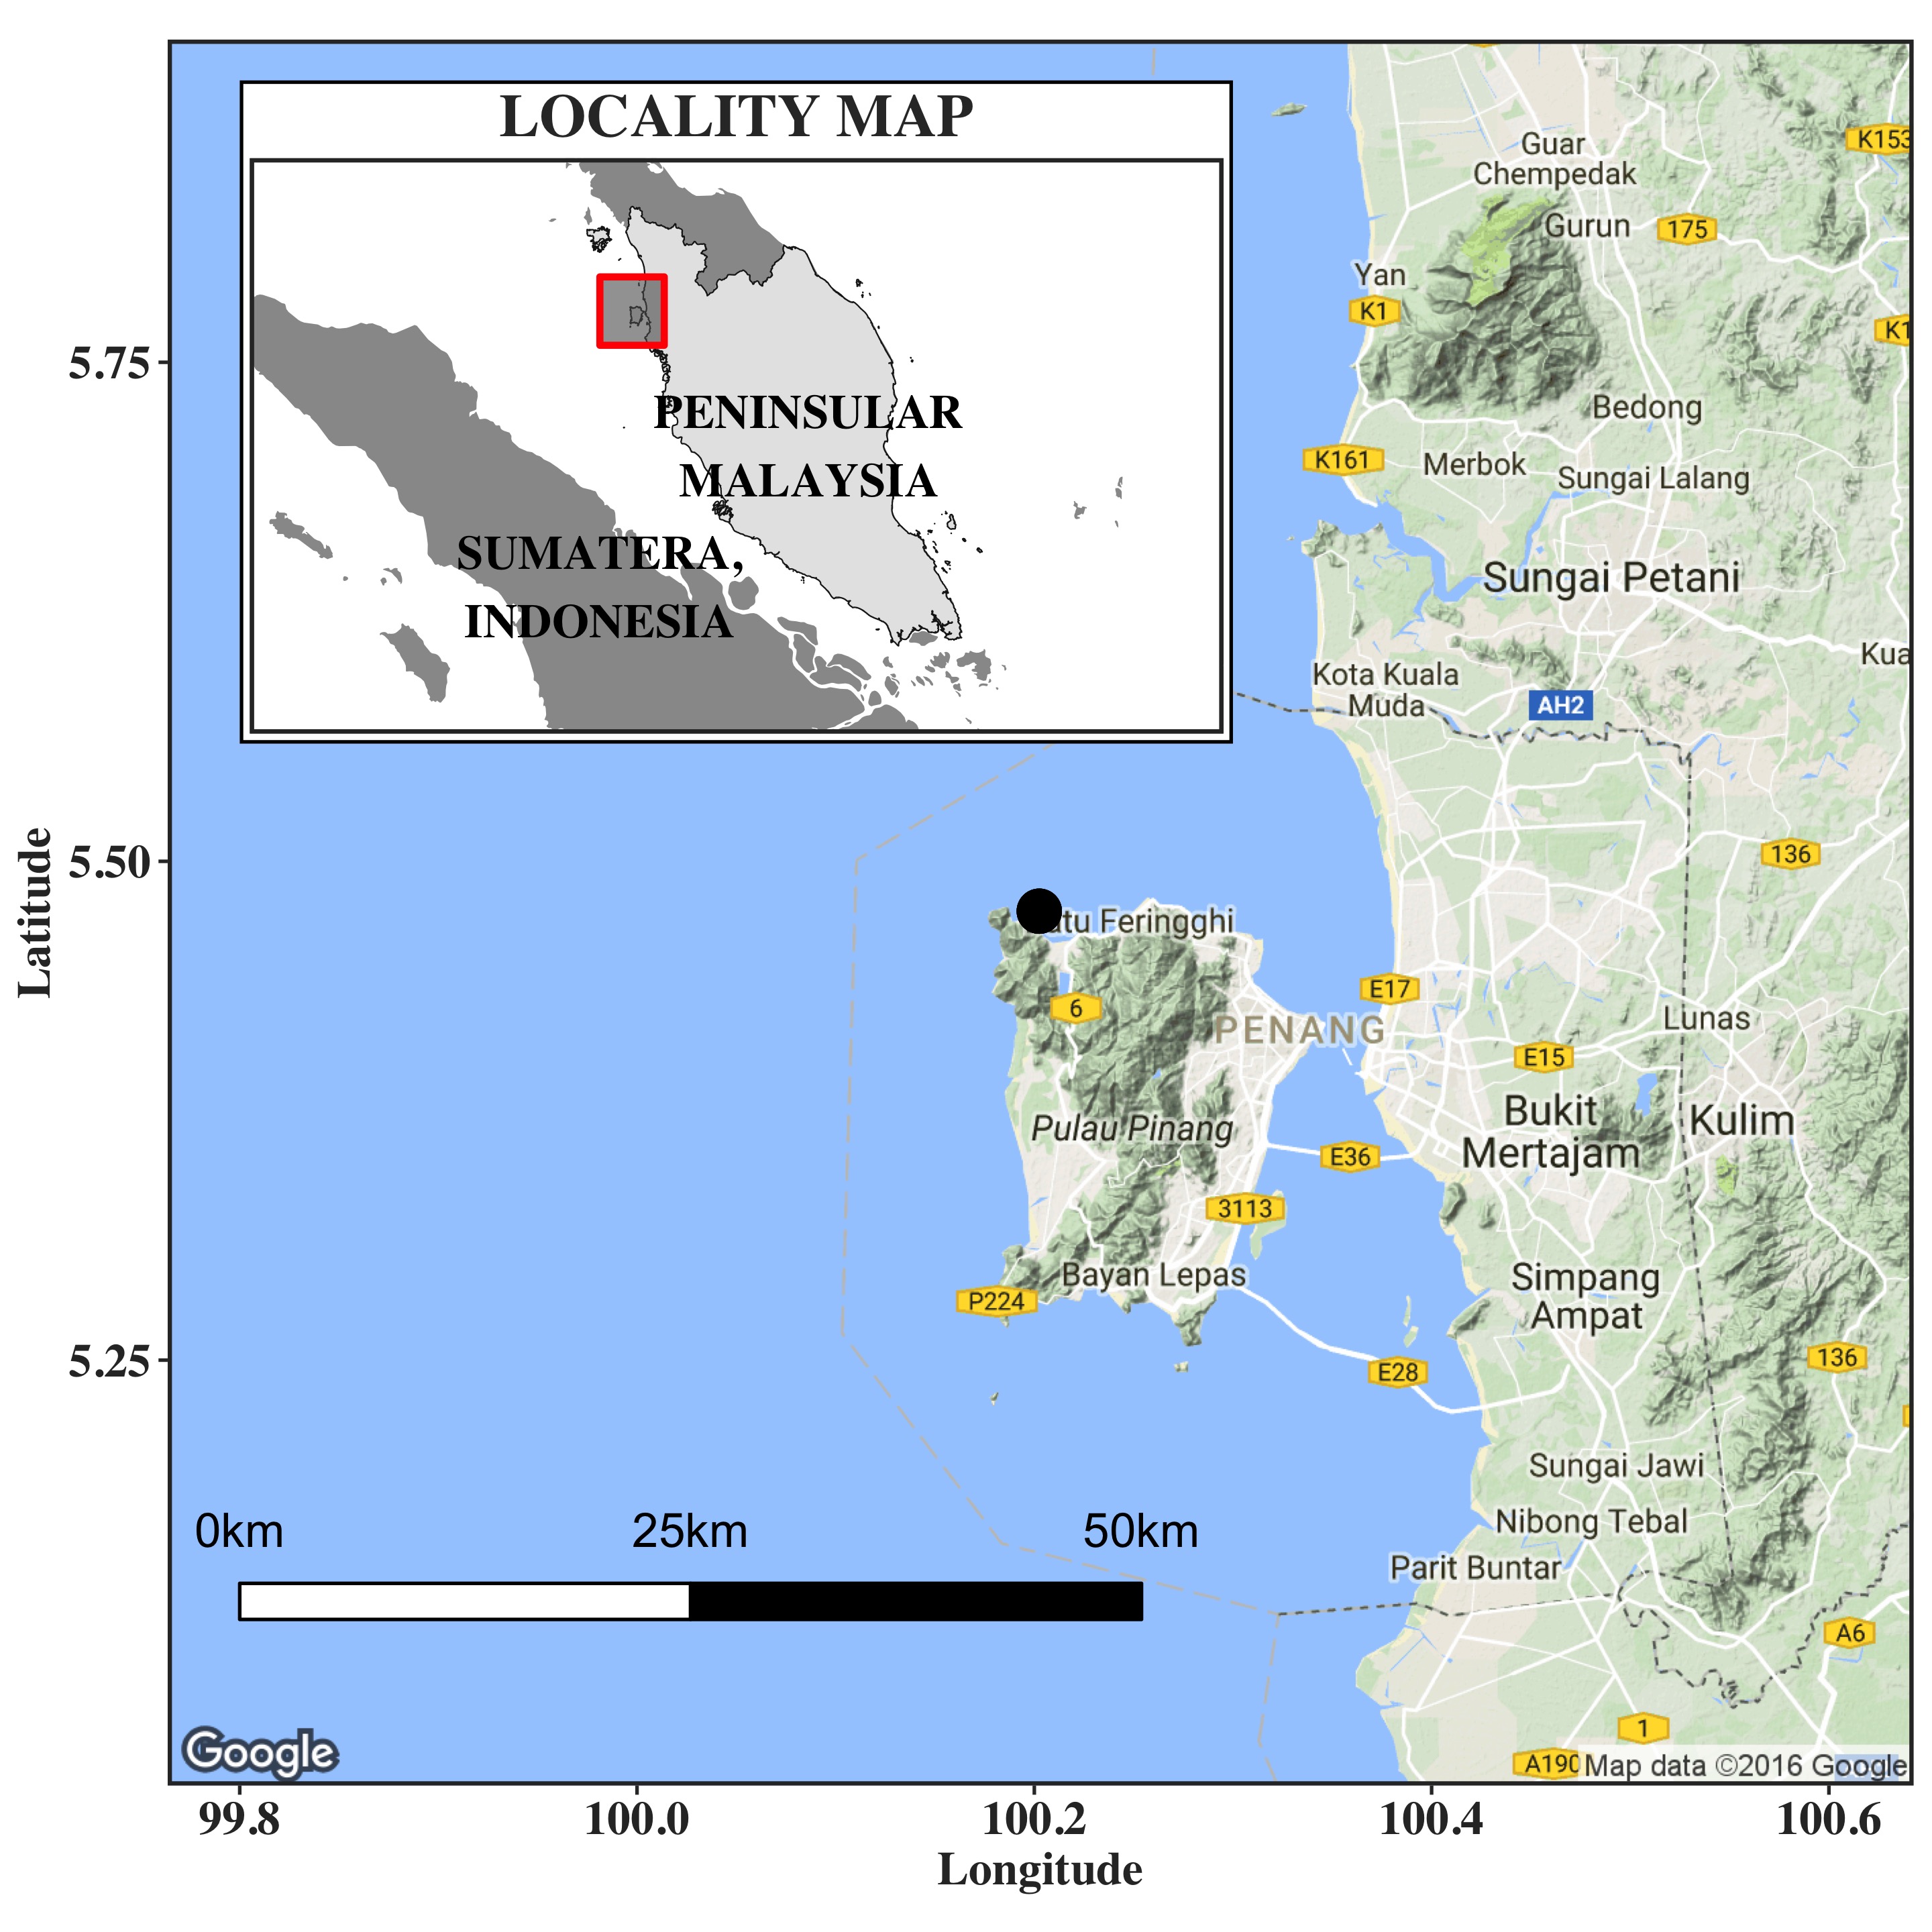 LOCALITY MAP
PENINSULAR
MALAYSIA
SUMATERA,
INDONESIA
Guar
Chempedak
K153
Gurun
175
Yan
K1
K1
Bedong
K161
Merbok
Sungai Lalang
Sungai Petani
Kota Kuala
Muda
Kua
AH2
136
atu Feringghi
E17
6
PENANG
Lunas
E15
Bukit
Mertajam
Kulim
Pulau Pinang
E36
3113
Bayan Lepas
Simpang
Ampat
P224
136
E28
Sungai Jawi
Nibong Tebal
Parit Buntar
A6
1
A190
0km
25km
50km
Google
Map data ©2016 Google
5.75
5.50
5.25
Latitude
99.8
100.0
100.2
100.4
100.6
Longitude